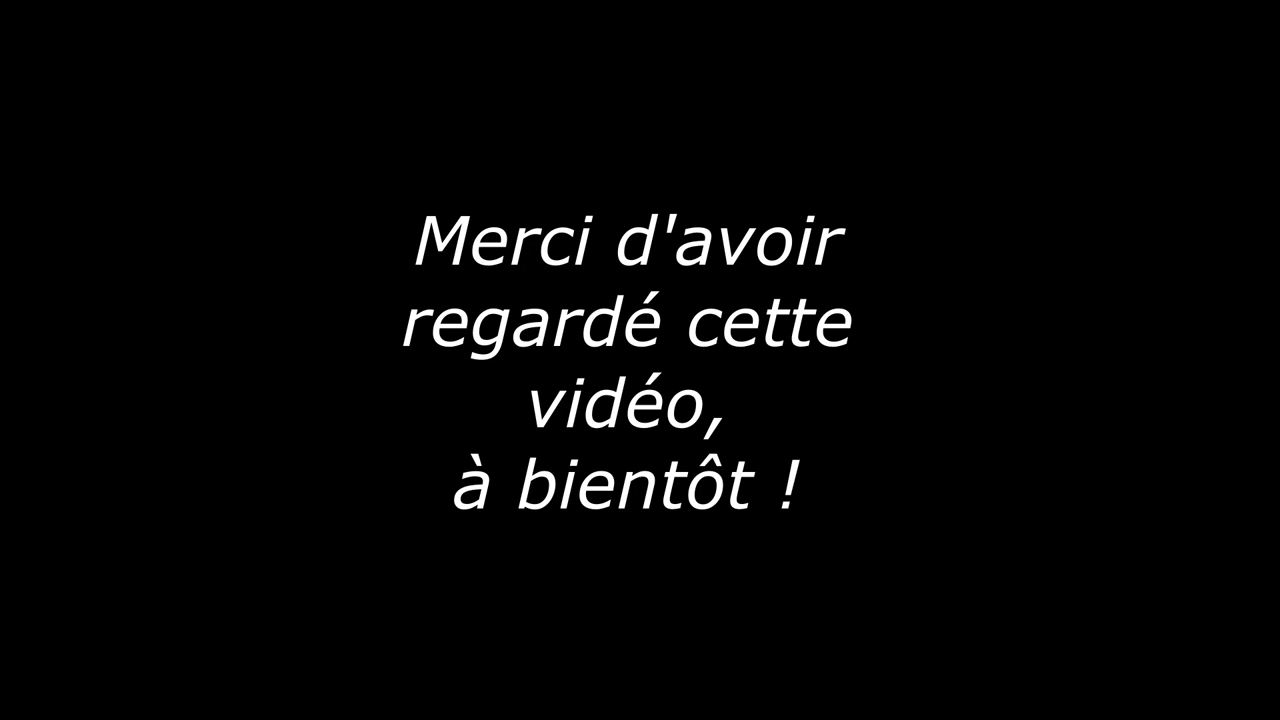 Merci d'avoir
regardé cette
vidéo,
à bientôt !